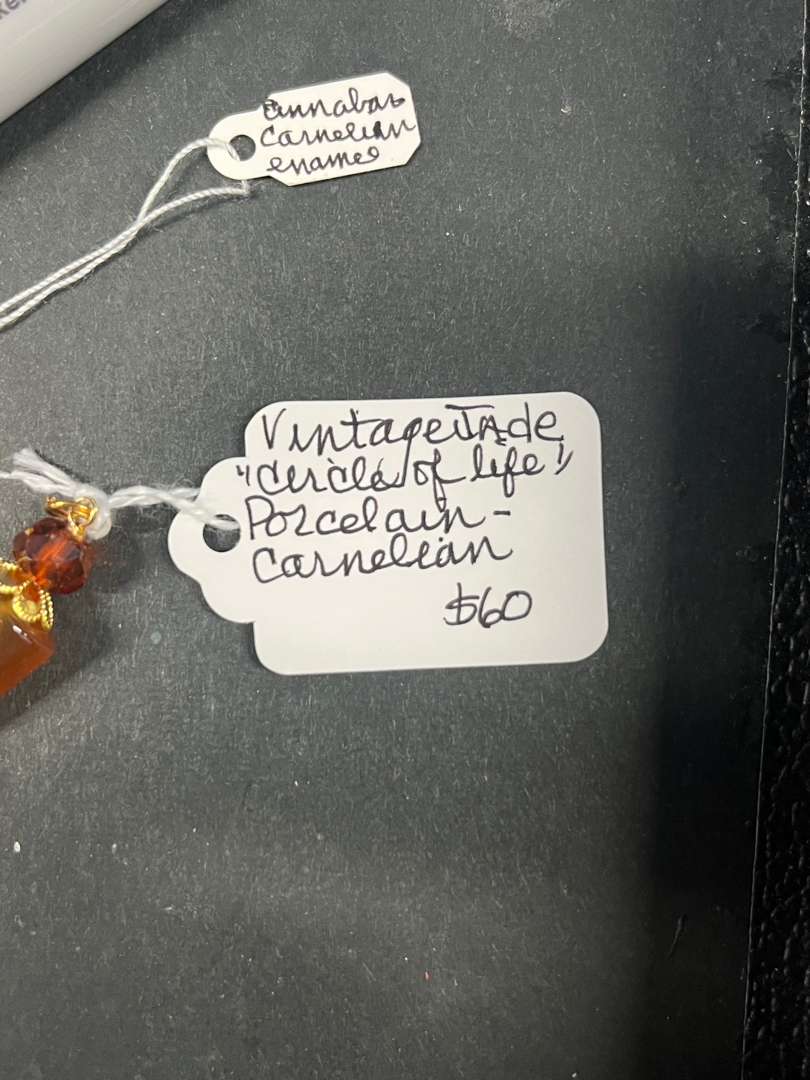 Cinnabar
Carnelian
enamel
Vintage Jade
"Circle of life"
Porcelain-
Carnelian
$60